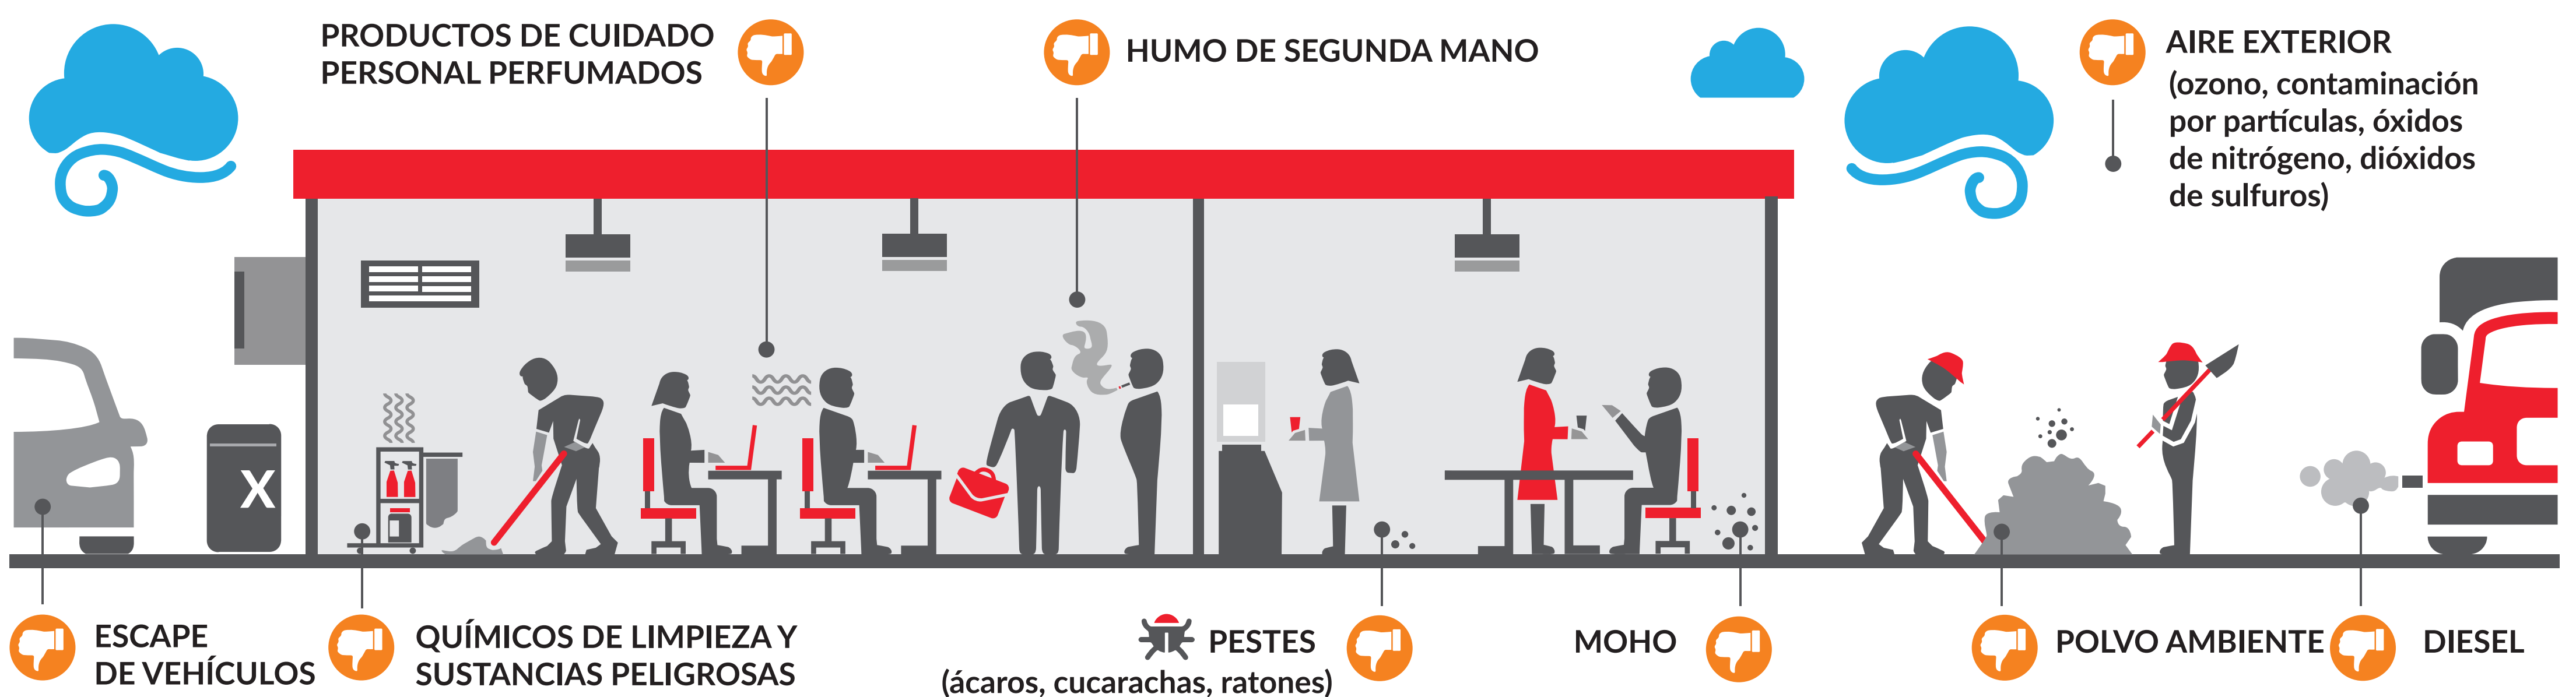 PRODUCTOS DE CUIDADO
PERSONAL PERFUMADOS
HUMO DE SEGUNDA MANO
AIRE EXTERIOR
(ozono, contaminación
por partículas, óxidos
de nitrógeno, dióxidos
de sulfuros)
X
ESCAPE
DE VEHÍCULOS
QUÍMICOS DE LIMPIEZA Y
SUSTANCIAS PELIGROSAS
PESTES
(ácaros, cucarachas, ratones)
MOHO
POLVO AMBIENTE
DIESEL